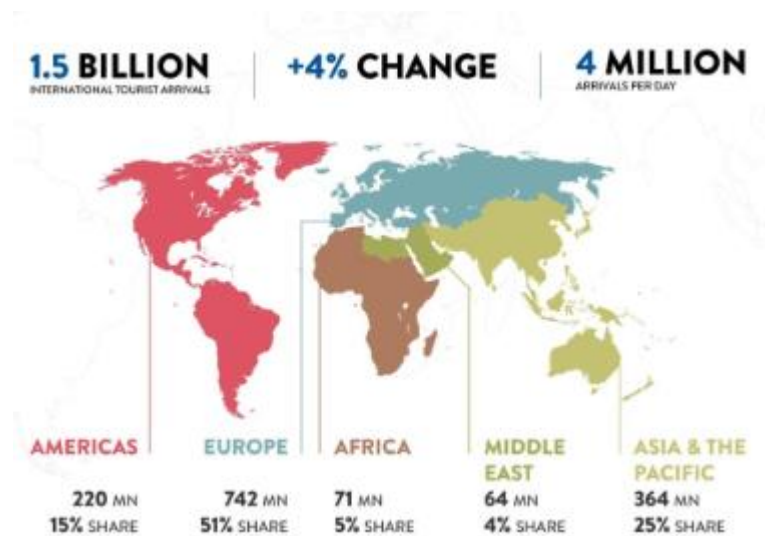 1.5 BILLION
INTERNATIONAL TOURIST ARRIVALS
+4% CHANGE
4 MILLION
ARRIVALS PER DAY
AMERICAS
220 MN
15% SHARE
EUROPE
742 MN
51% SHARE
AFRICA
71 MN
5% SHARE
MIDDLE
EAST
64 MN
4% SHARE
ASIA & THE
PACIFIC
364 MN
25% SHARE